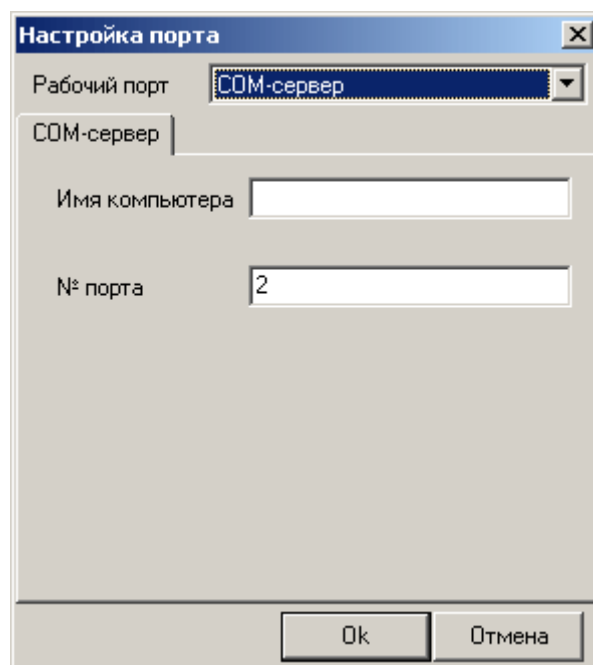 Настройка порта
Рабочий порт COM-сервер
COM-сервер
Имя компьютера
№ порта 2
Ok Отмена